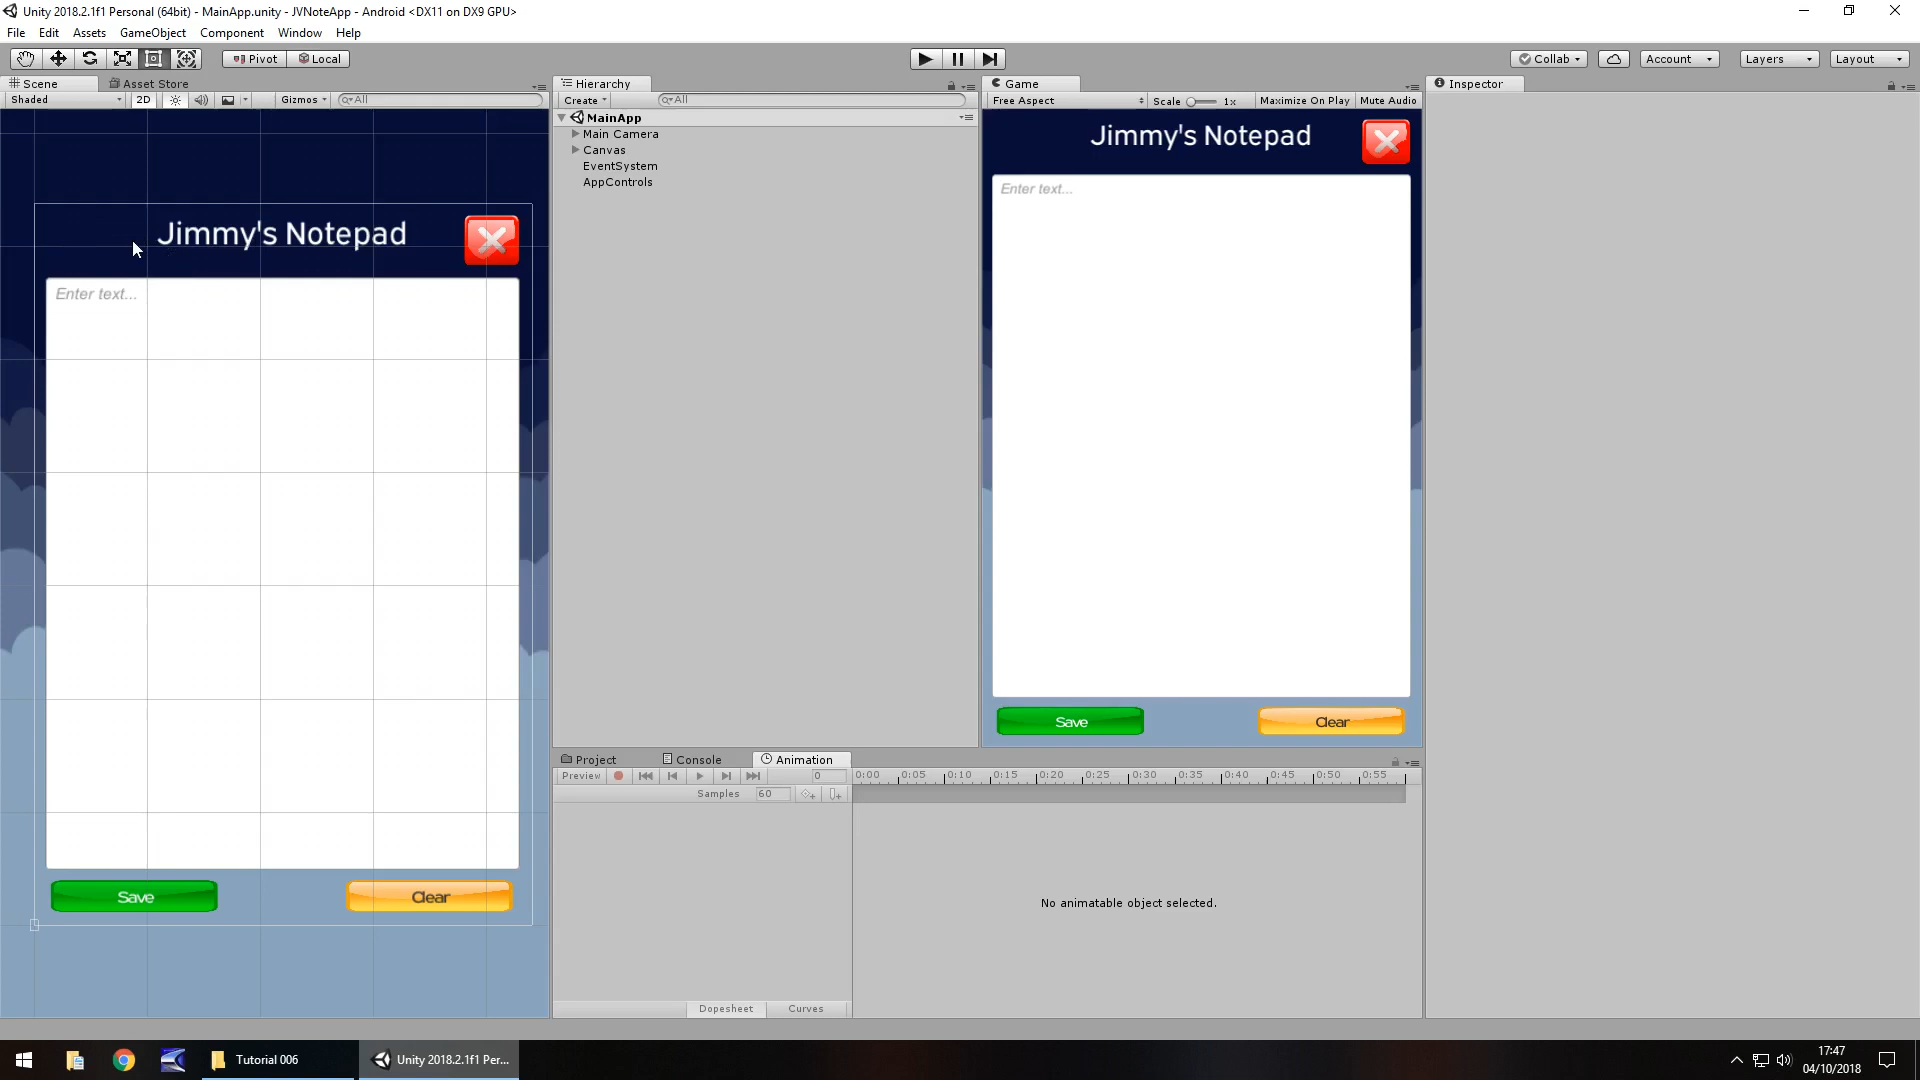 Unity 2018.2.1f1 Personal (64bit) - MainApp.unity - JVNoteApp - Android <DX11 on DX9 GPU>
File Edit Assets GameObject Component Window Help
Pivot Local Collab Account Layers Layout
Scene Asset Store Hierarchy Game Inspector
Shaded 2D Gizmos All Create All Free Aspect Scale 1x Maximize On Play Mute Audio
MainApp
Main Camera
Canvas
EventSystem
AppControls
Jimmy's Notepad
Enter text...
Save Clear
Jimmy's Notepad
Enter text...
Save Clear
Project Console Animation
Preview 0 0:00 0:05 0:10 0:15 0:20 0:25 0:30 0:35 0:40 0:45 0:50 0:55
Samples 60
No animatable object selected.
Dopesheet Curves
Tutorial 006 Unity 2018.2.1f1 Per...
17:47
04/10/2018